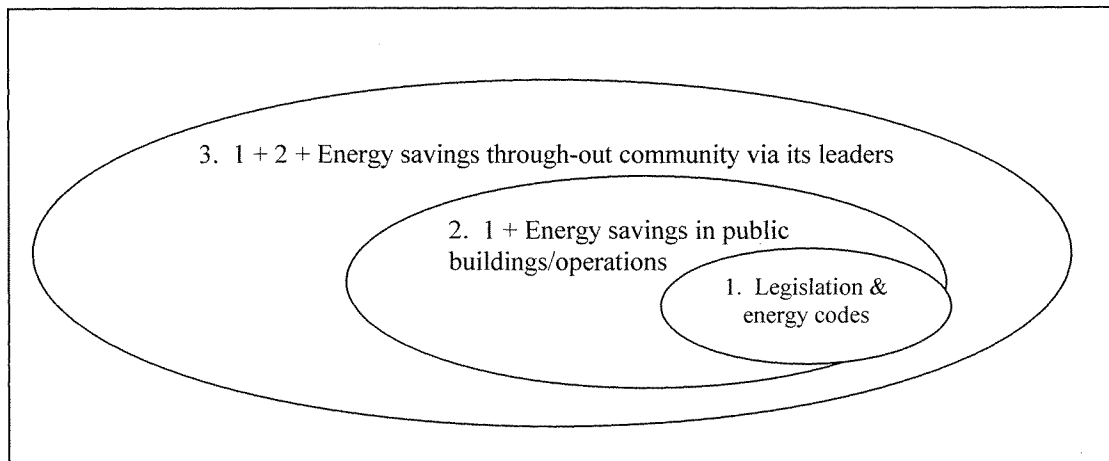 3. 1 + 2 + Energy savings through-out community via its leaders
2. 1 + Energy savings in public
buildings/operations
1. Legislation &
energy codes